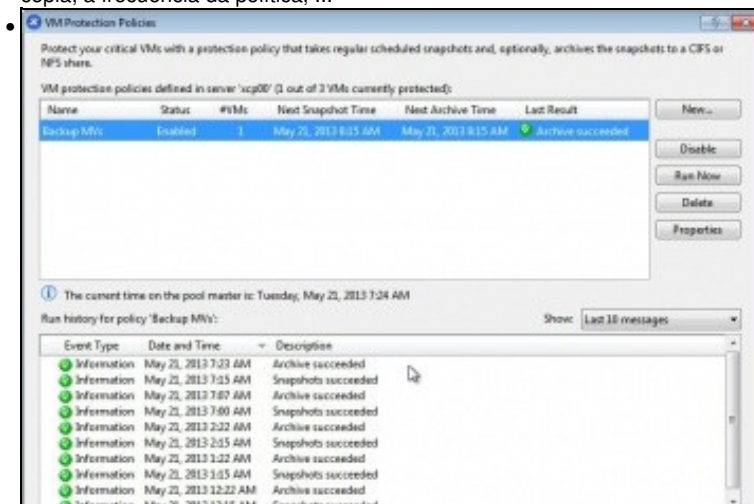 copia, a frecuencia da política, ...
VM Protection Policies
Protect your critical VMs with a protection policy that takes regular scheduled snapshots and, optionally, archives the snapshots to a CIFS or
NFS share.
VM protection policies defined in server 'xcp00' (1 out of 3 VMs currently protected):
Name Status #VMs Next Snapshot Time Next Archive Time Last Result
Backup MVs Enabled 1 May 21, 2013 8:15 AM May 21, 2013 8:15 AM Archive succeeded
New...
Disable
Run Now
Delete
Properties
The current time on the pool master is: Tuesday, May 21, 2013 7:24 AM
Run history for policy 'Backup MVs':
Show: Last 10 messages
Event Type Date and Time Description
Information May 21, 2013 7:23 AM Archive succeeded
Information May 21, 2013 7:15 AM Snapshots succeeded
Information May 21, 2013 7:07 AM Archive succeeded
Information May 21, 2013 7:00 AM Snapshots succeeded
Information May 21, 2013 2:22 AM Archive succeeded
Information May 21, 2013 2:15 AM Snapshots succeeded
Information May 21, 2013 1:22 AM Archive succeeded
Information May 21, 2013 1:15 AM Snapshots succeeded
Information May 21, 2013 12:22 AM Archive succeeded